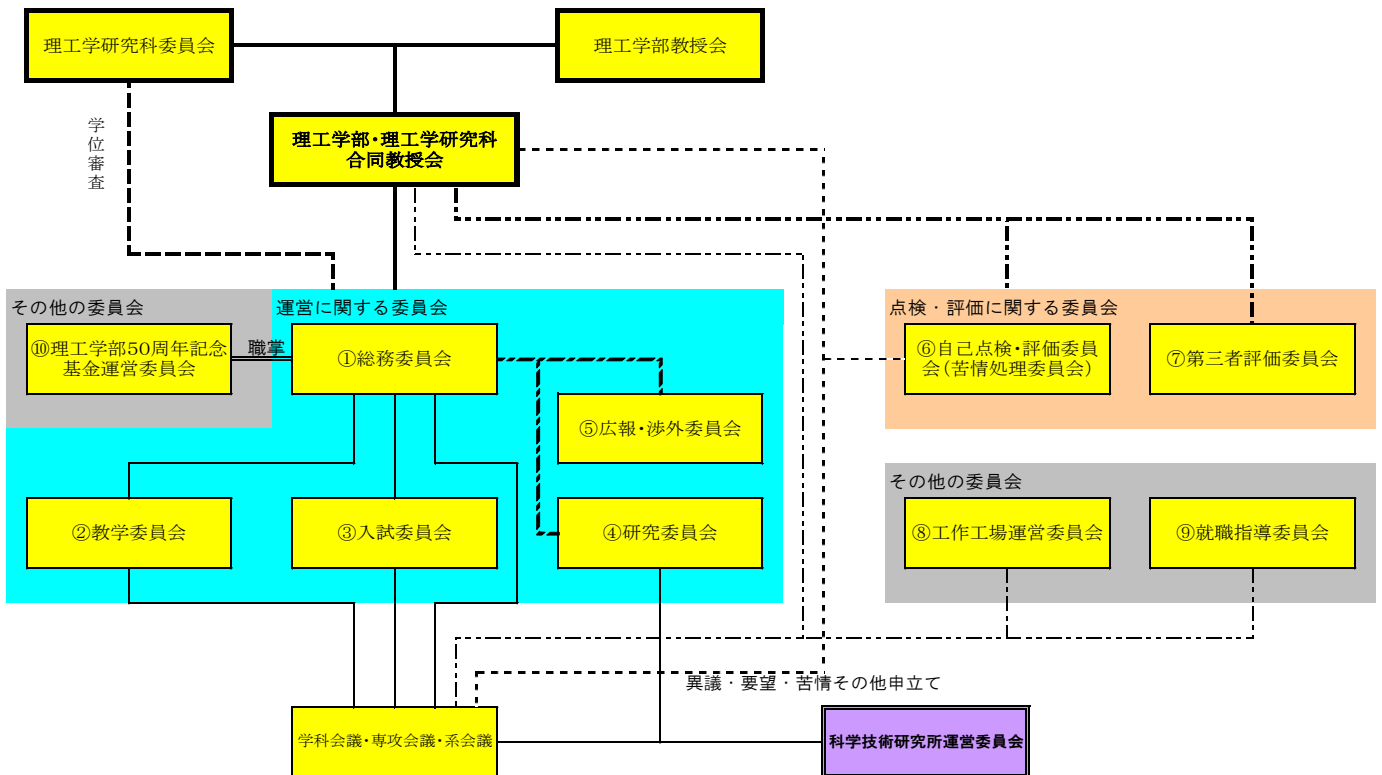 理工学研究科委員会
理工学部教授会
学位審査
理工学部・理工学研究科
合同教授会
その他の委員会
運営に関する委員会
点検・評価に関する委員会
⑩理工学部50周年記念
基金運営委員会
職掌
①総務委員会
⑥自己点検・評価委員
会(苦情処理委員会)
⑦第三者評価委員会
⑤広報・渉外委員会
その他の委員会
②教学委員会
③入試委員会
④研究委員会
⑧工作工場運営委員会
⑨就職指導委員会
異議・要望・苦情その他申立て
学科会議・専攻会議・系会議
科学技術研究所運営委員会